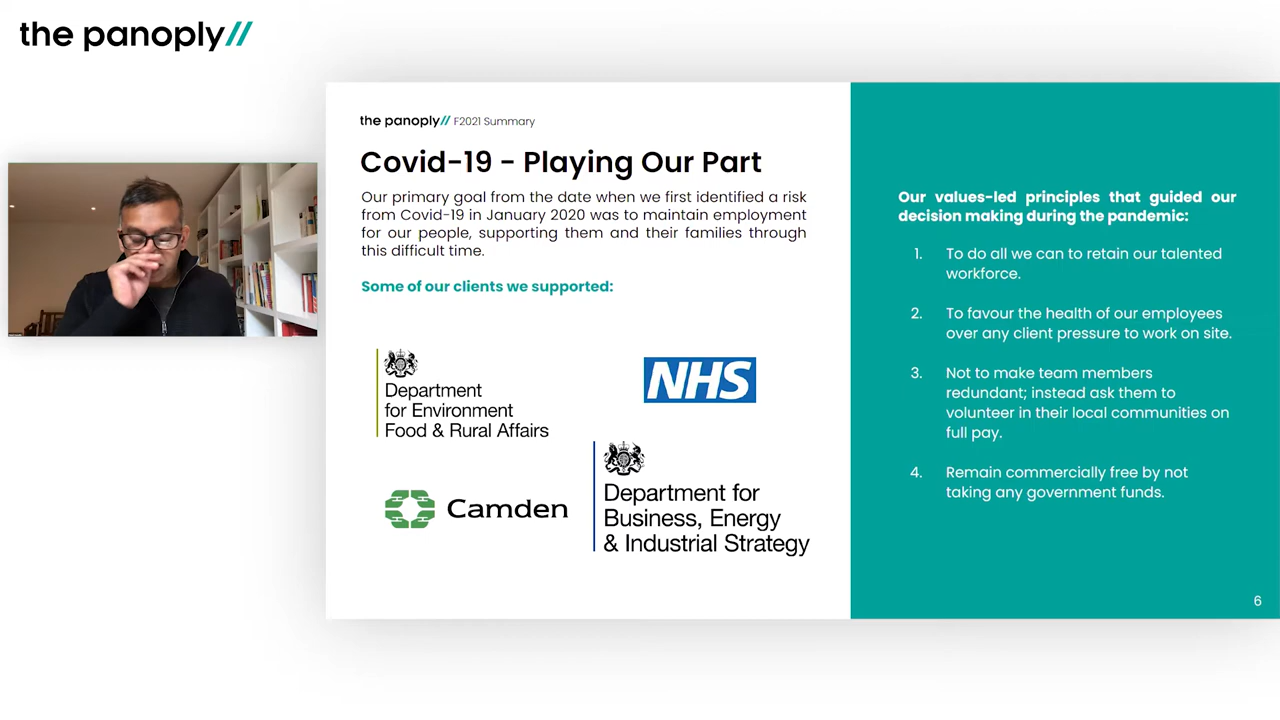 the panoply//
the panoply// F2021 Summary
Covid-19 - Playing Our Part
Our primary goal from the date when we first identified a risk
from Covid-19 in January 2020 was to maintain employment
for our people, supporting them and their families through
this difficult time.
Some of our clients we supported:
Department
for Environment
Food & Rural Affairs
NHS
Camden
Department for
Business, Energy
& Industrial Strategy
Our values-led principles that guided our
decision making during the pandemic:
1. To do all we can to retain our talented
workforce.
2. To favour the health of our employees
over any client pressure to work on site.
3. Not to make team members
redundant; instead ask them to
volunteer in their local communities on
full pay.
4. Remain commercially free by not
taking any government funds.
6